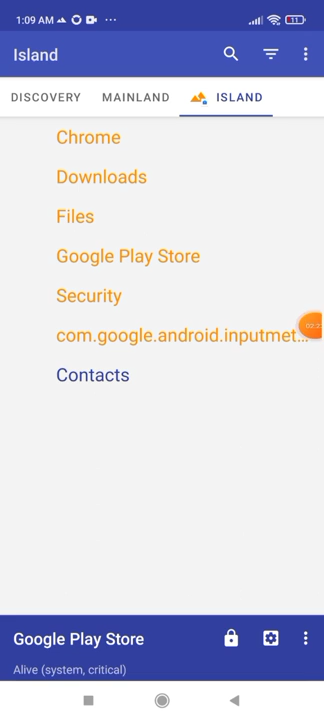 1:09 AM ... 11
Island
DISCOVERY MAINLAND ISLAND
Chrome
Downloads
Files
Google Play Store
Security
com.google.android.inputmet...
Contacts
Google Play Store
Alive (system, critical)